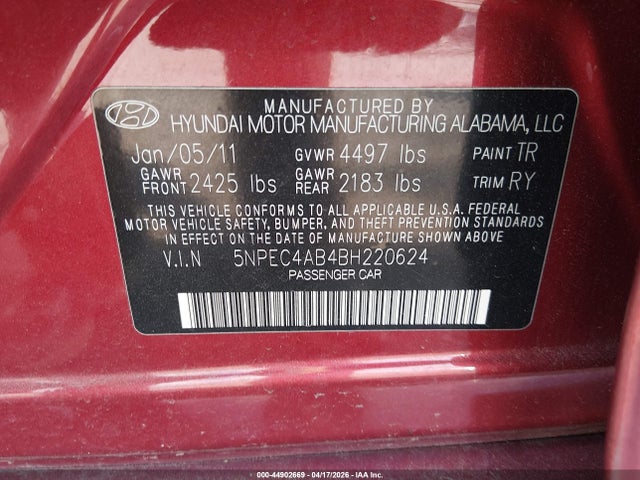 MANUFACTURED BY
HYUNDAI MOTOR MANUFACTURING ALABAMA, LLC
Jan/05/11 GVWR 4497 lbs PAINT TR
GAWR FRONT 2425 lbs GAWR REAR 2183 lbs TRIM RY
THIS VEHICLE CONFORMS TO ALL APPLICABLE U.S.A. FEDERAL
MOTOR VEHICLE SAFETY, BUMPER, AND THEFT PREVENTION STANDARDS
IN EFFECT ON THE DATE OF MANUFACTURE SHOWN ABOVE
V.I.N 5NPEC4AB4BH220624
PASSENGER CAR
000-44902669 - 04/17/2026 - IAA Inc.